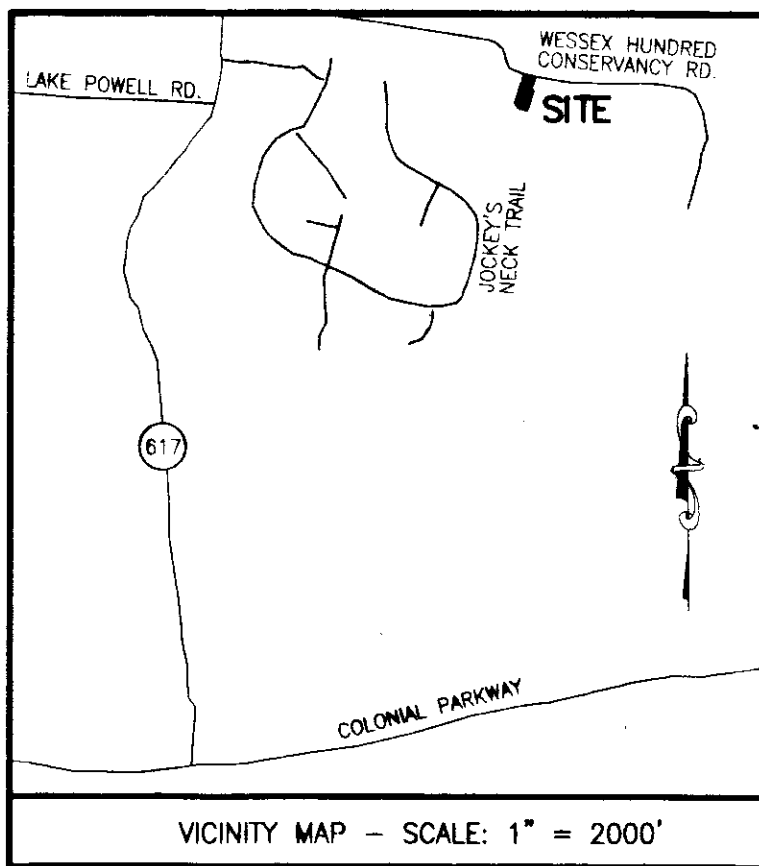 WESSEX HUNDRED
CONSERVANCY RD.
LAKE POWELL RD.
SITE
JOCKEY'S
NECK TRAIL
617
COLONIAL PARKWAY
VICINITY MAP - SCALE: 1" = 2000'